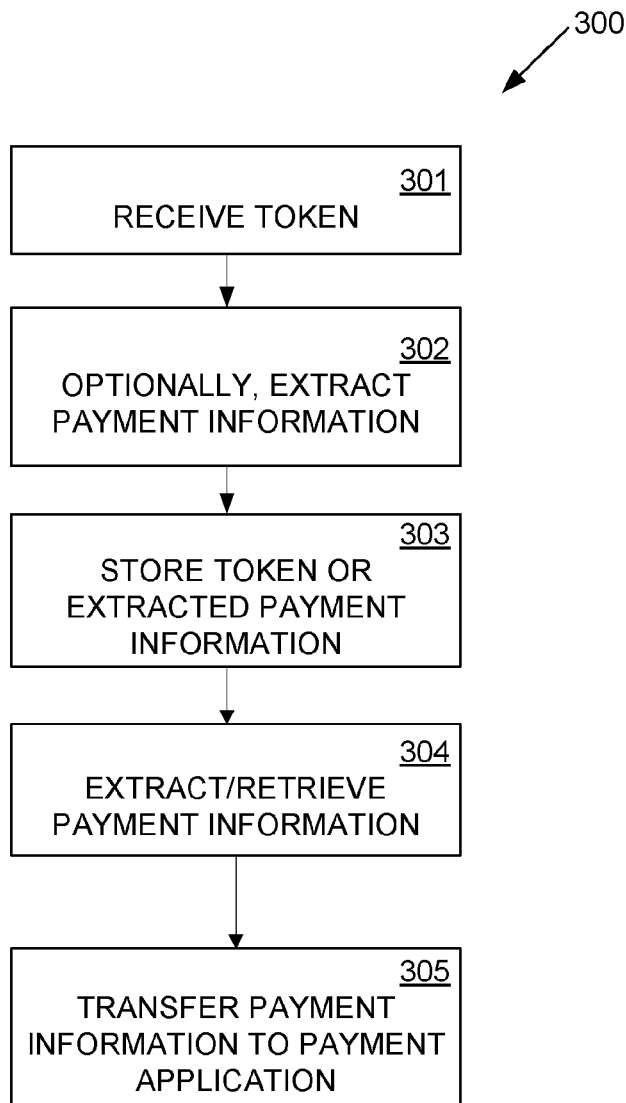 300
301
RECEIVE TOKEN
302
OPTIONALLY, EXTRACT
PAYMENT INFORMATION
303
STORE TOKEN OR
EXTRACTED PAYMENT
INFORMATION
304
EXTRACT/RETRIEVE
PAYMENT INFORMATION
305
TRANSFER PAYMENT
INFORMATION TO PAYMENT
APPLICATION